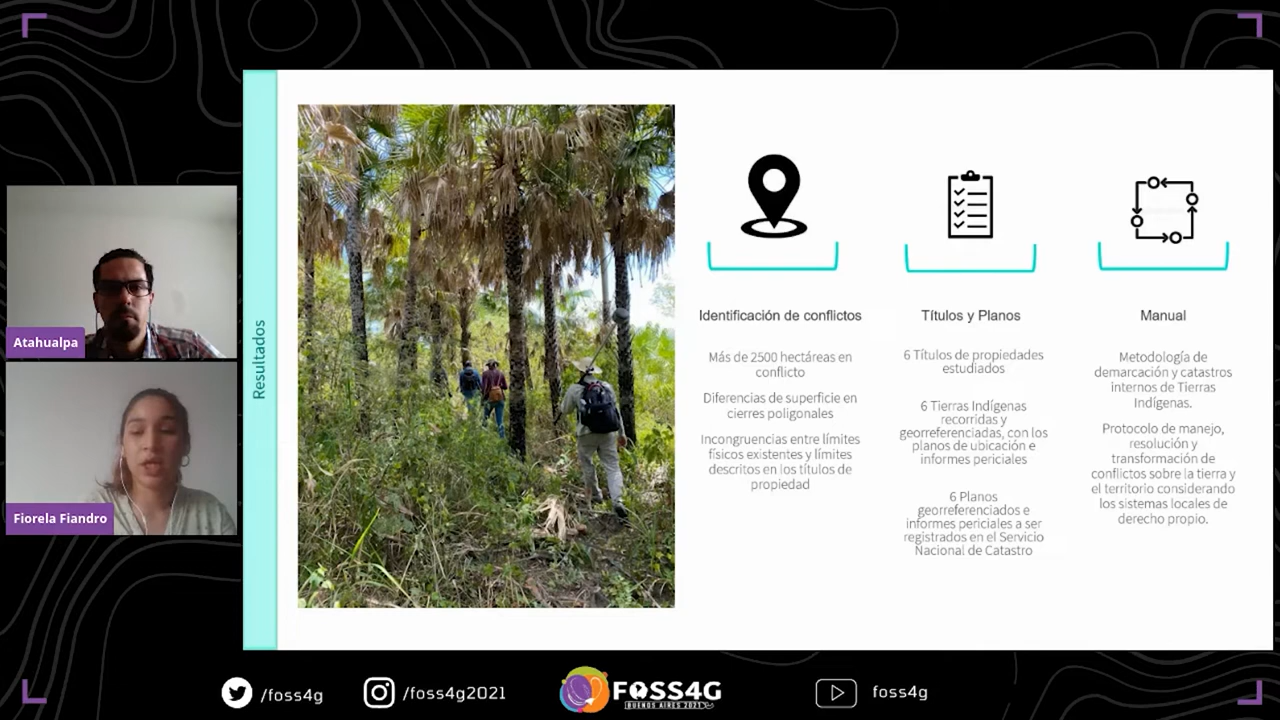 Atahualpa
Fiorela Fiandro
Resultados
Identificación de conflictos
Más de 2500 hectáreas en
conflicto
Diferencias de superficie en
cierres poligonales
Incongruencias entre límites
físicos existentes y límites
descritos en los títulos de
propiedad
Títulos y Planos
6 Títulos de propiedades
estudiados
6 Tierras Indígenas
recorridas y
georreferenciadas, con los
planos de ubicación e
informes periciales
6 Planos
georreferenciados e
informes periciales a ser
registrados en el Servicio
Nacional de Catastro
Manual
Metodología de
demarcación y catastros
internos de Tierras
Indígenas.
Protocolo de manejo,
resolución y
transformación de
conflictos sobre la tierra y
el territorio considerando
los sistemas locales de
derecho propio.
/foss4g
/foss4g2021
FOSS4G
BUENOS AIRES 2021
foss4g